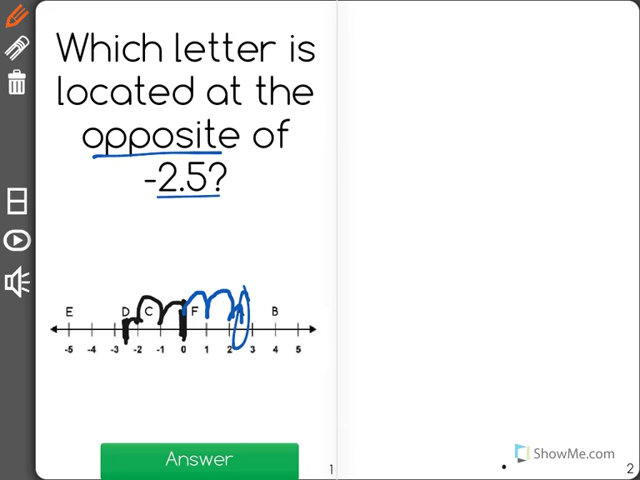 Which letter is
located at the
opposite of
-2.5?
E D C F B
-5 -4 -3 -2 -1 0 1 2 3 4 5
Answer
1
ShowMe.com
2